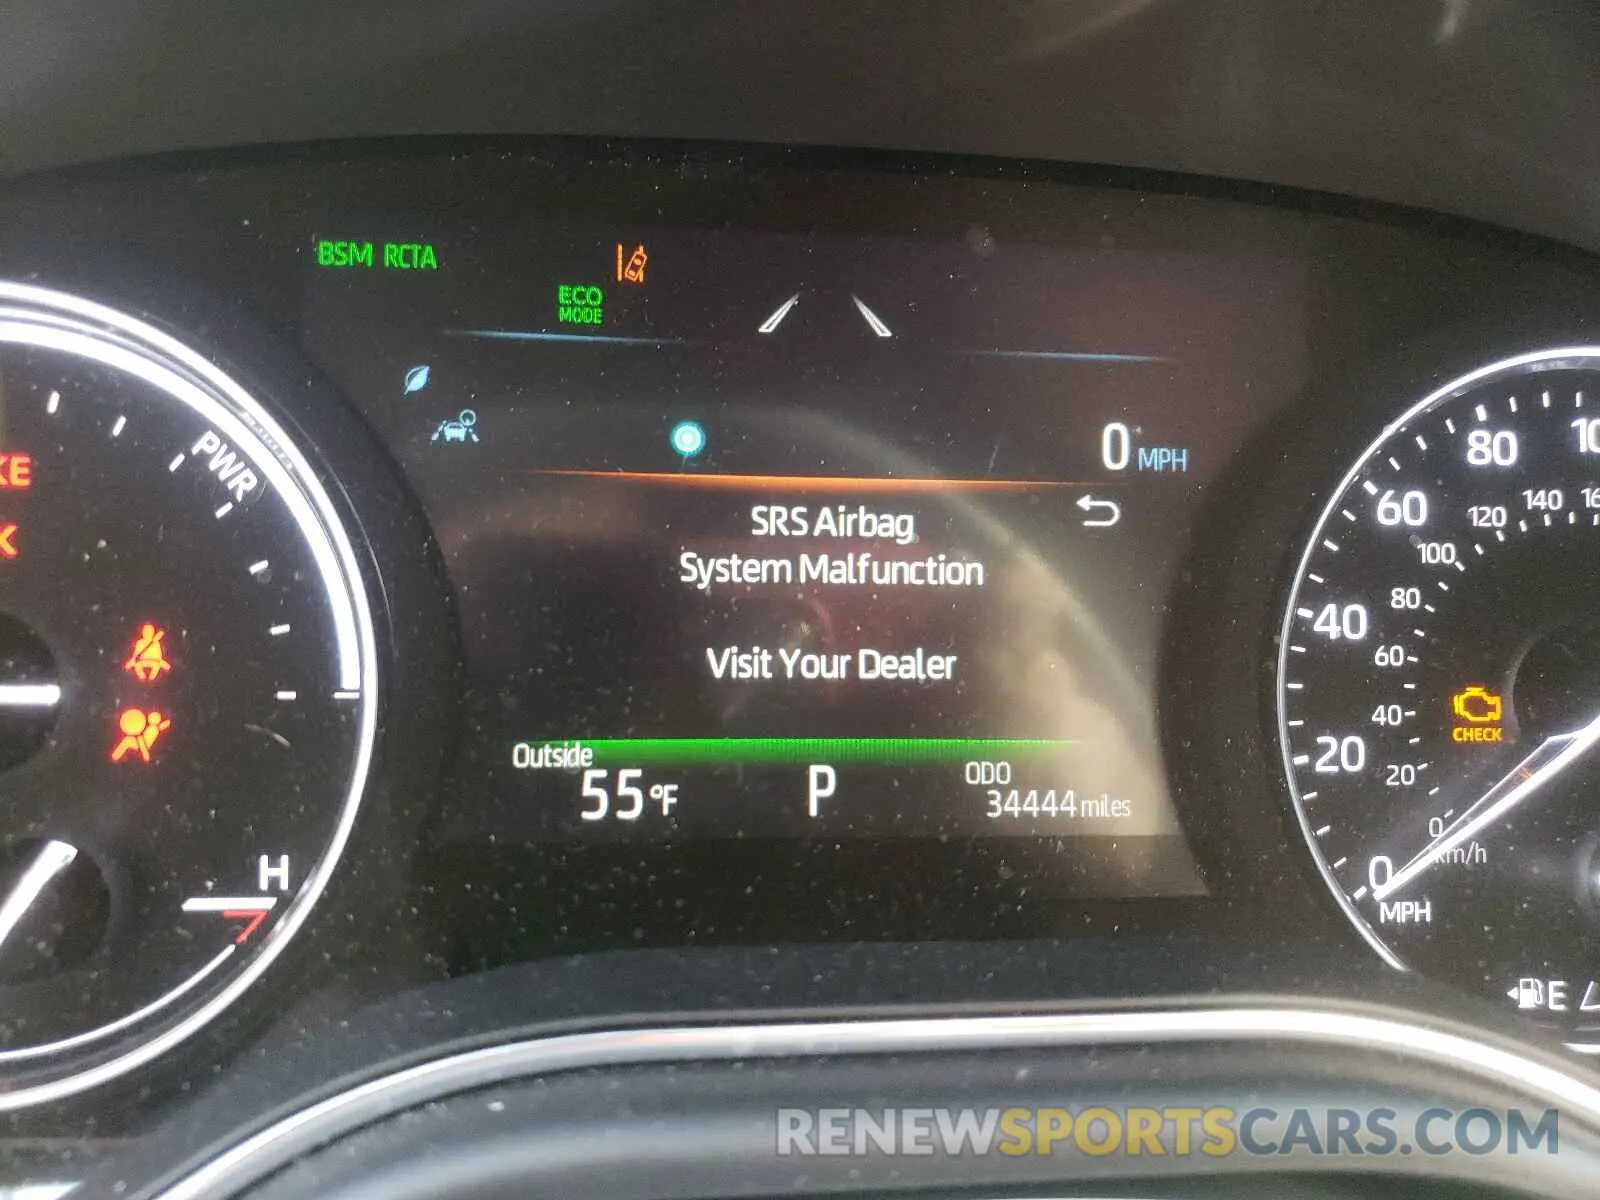 BSM RCTA
ECO
MODE
0 MPH
SRS Airbag
System Malfunction
Visit Your Dealer
Outside
55°F
P
ODO
34444 miles
PWR
KE
K
H
80
60
40
20
0
MPH
140
120
100
80
60
40
20
0
km/h
CHECK
E
RENEWSPORTSCARS.COM